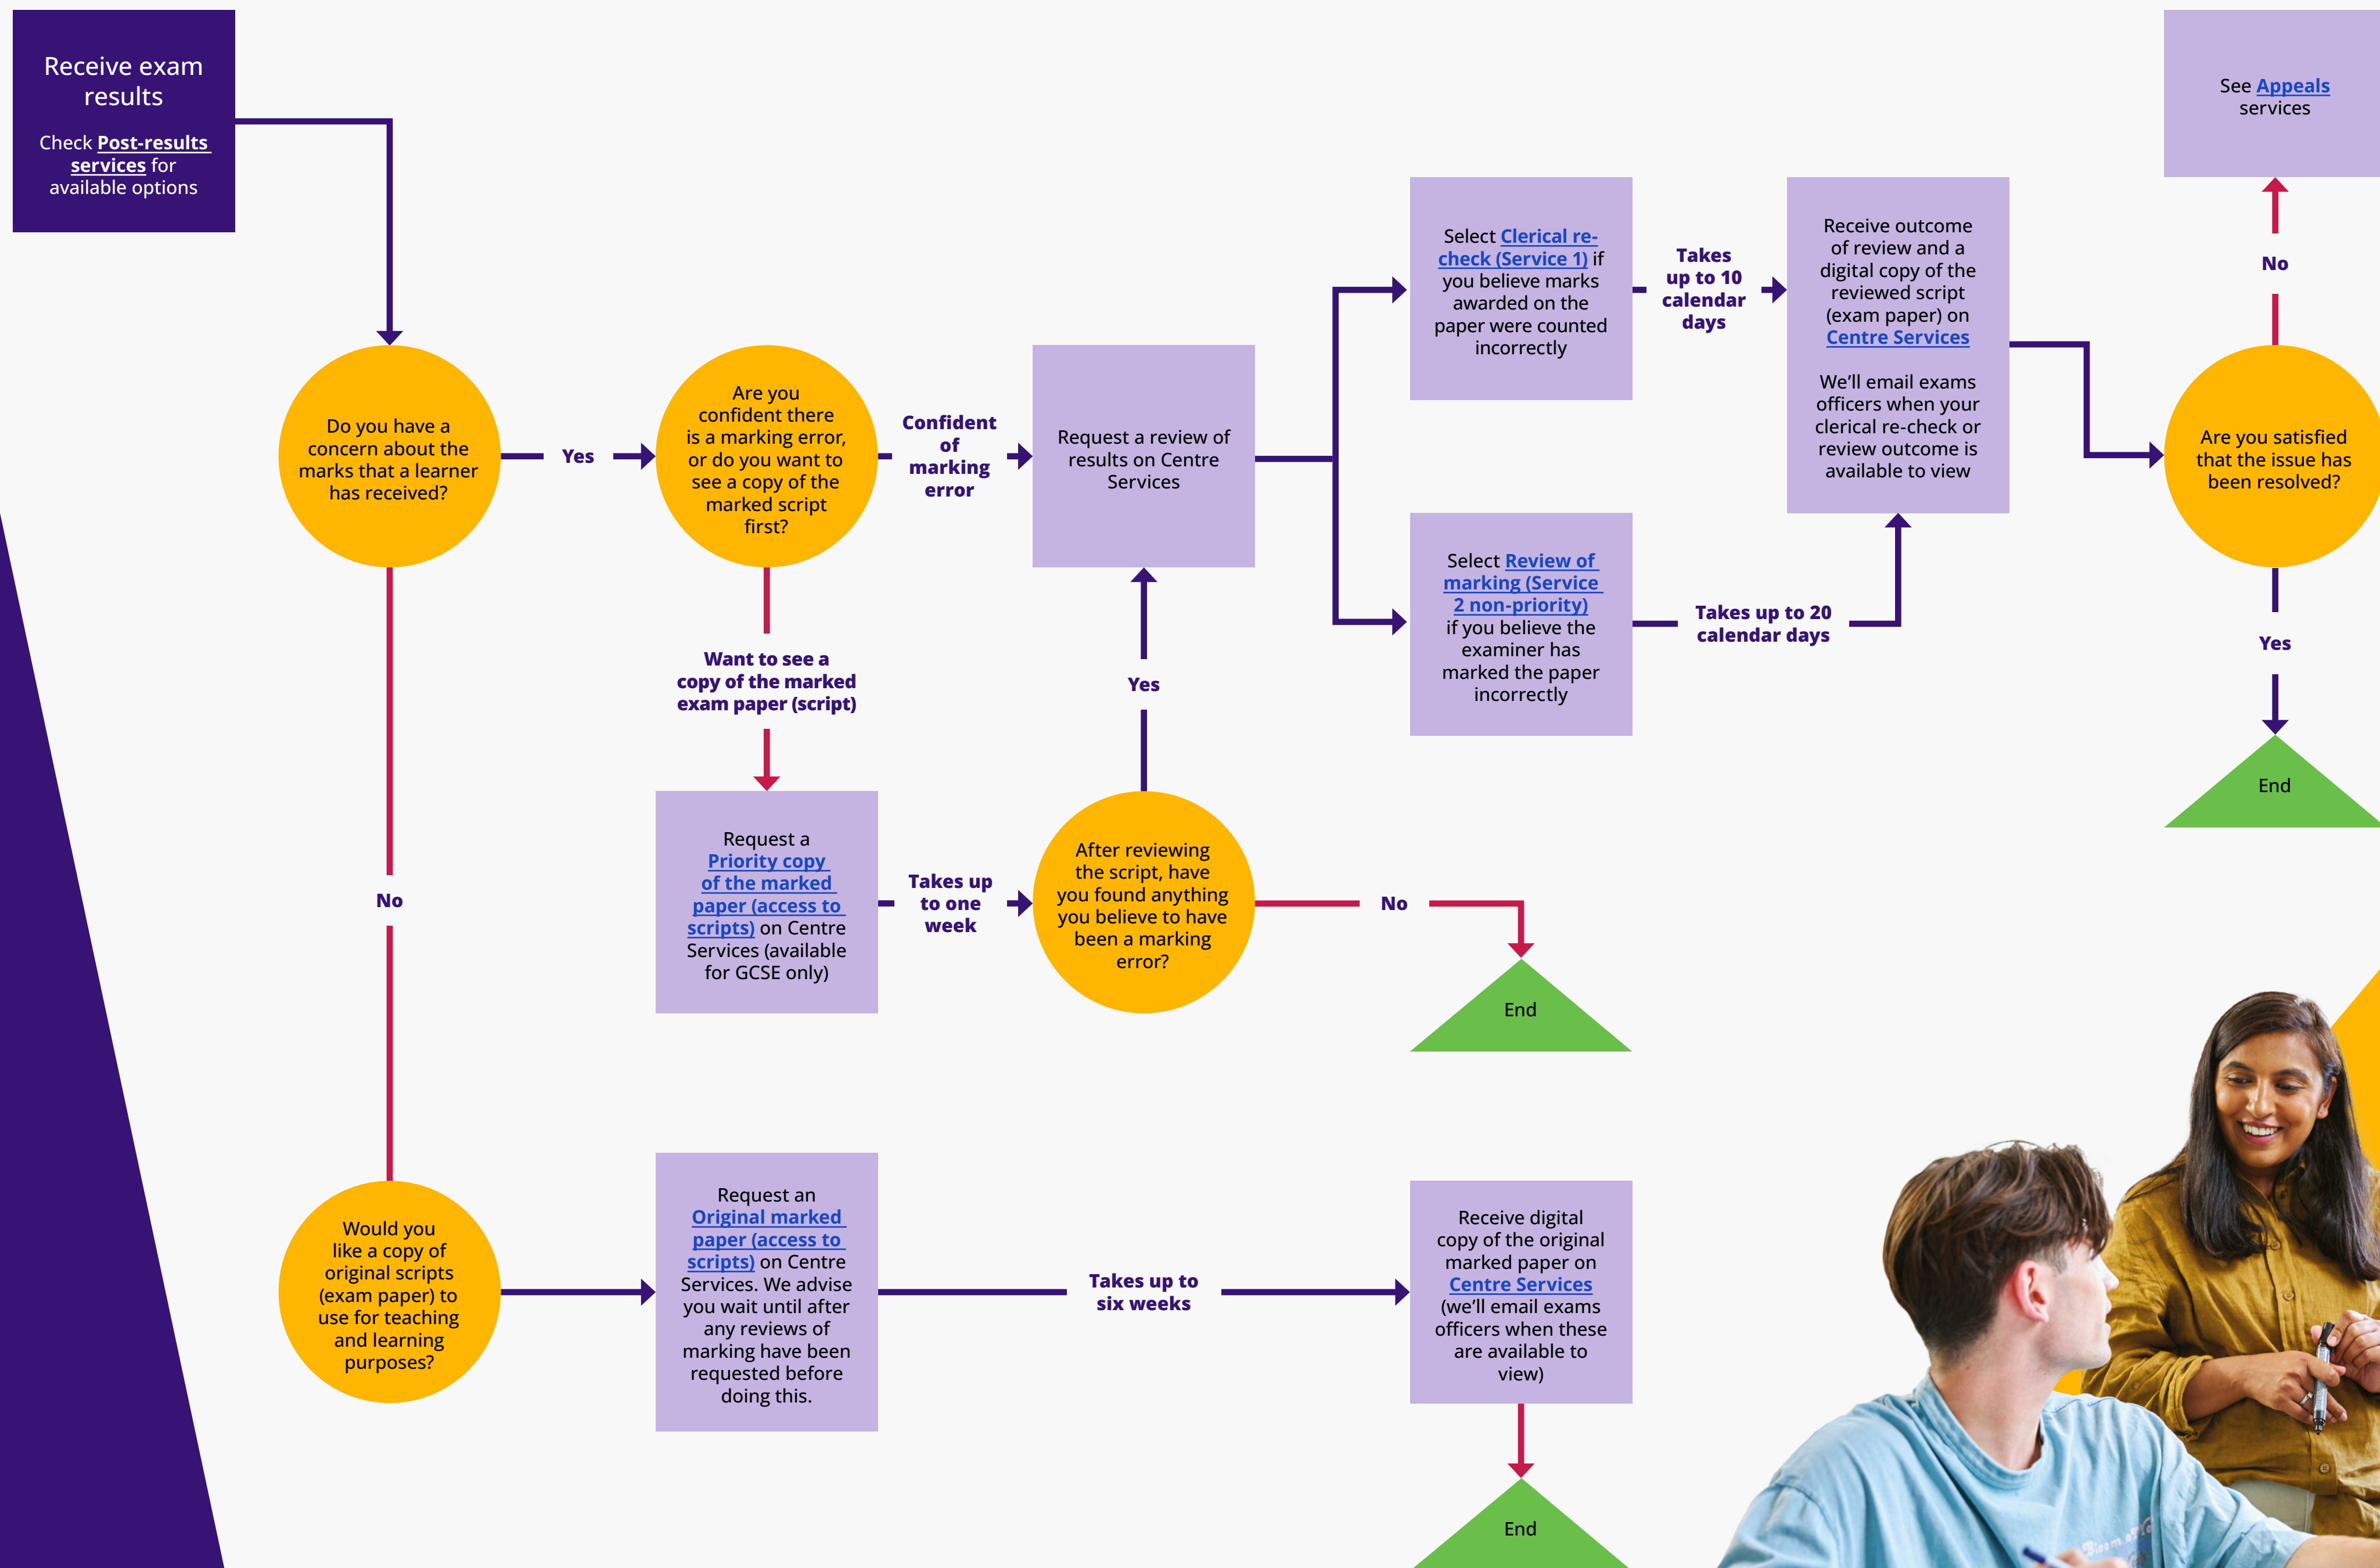 Receive exam
results
Check Post-results
services for
available options
Do you have a
concern about the
marks that a learner
has received?
Yes
Are you
confident there
is a marking error,
or do you want to
see a copy of the
marked script
first?
Confident
of
marking
error
Request a review of
results on Centre
Services
Select Clerical re-
check (Service 1) if
you believe marks
awarded on the
paper were counted
incorrectly
Takes
up to 10
calendar
days
Receive outcome
of review and a
digital copy of the
reviewed script
(exam paper) on
Centre Services
We’ll email exams
officers when your
clerical re-check or
review outcome is
available to view
See Appeals
services
No
Are you satisfied
that the issue has
been resolved?
Yes
End
Select Review of
marking (Service
2 non-priority)
if you believe the
examiner has
marked the paper
incorrectly
Takes up to 20
calendar days
Want to see a
copy of the marked
exam paper (script)
Yes
Request a
Priority copy
of the marked
paper (access to
scripts) on Centre
Services (available
for GCSE only)
Takes up
to one
week
After reviewing
the script, have
you found anything
you believe to have
been a marking
error?
No
End
No
Would you
like a copy of
original scripts
(exam paper) to
use for teaching
and learning
purposes?
Request an
Original marked
paper (access to
scripts) on Centre
Services. We advise
you wait until after
any reviews of
marking have been
requested before
doing this.
Takes up to
six weeks
Receive digital
copy of the original
marked paper on
Centre Services
(we’ll email exams
officers when these
are available to
view)
End